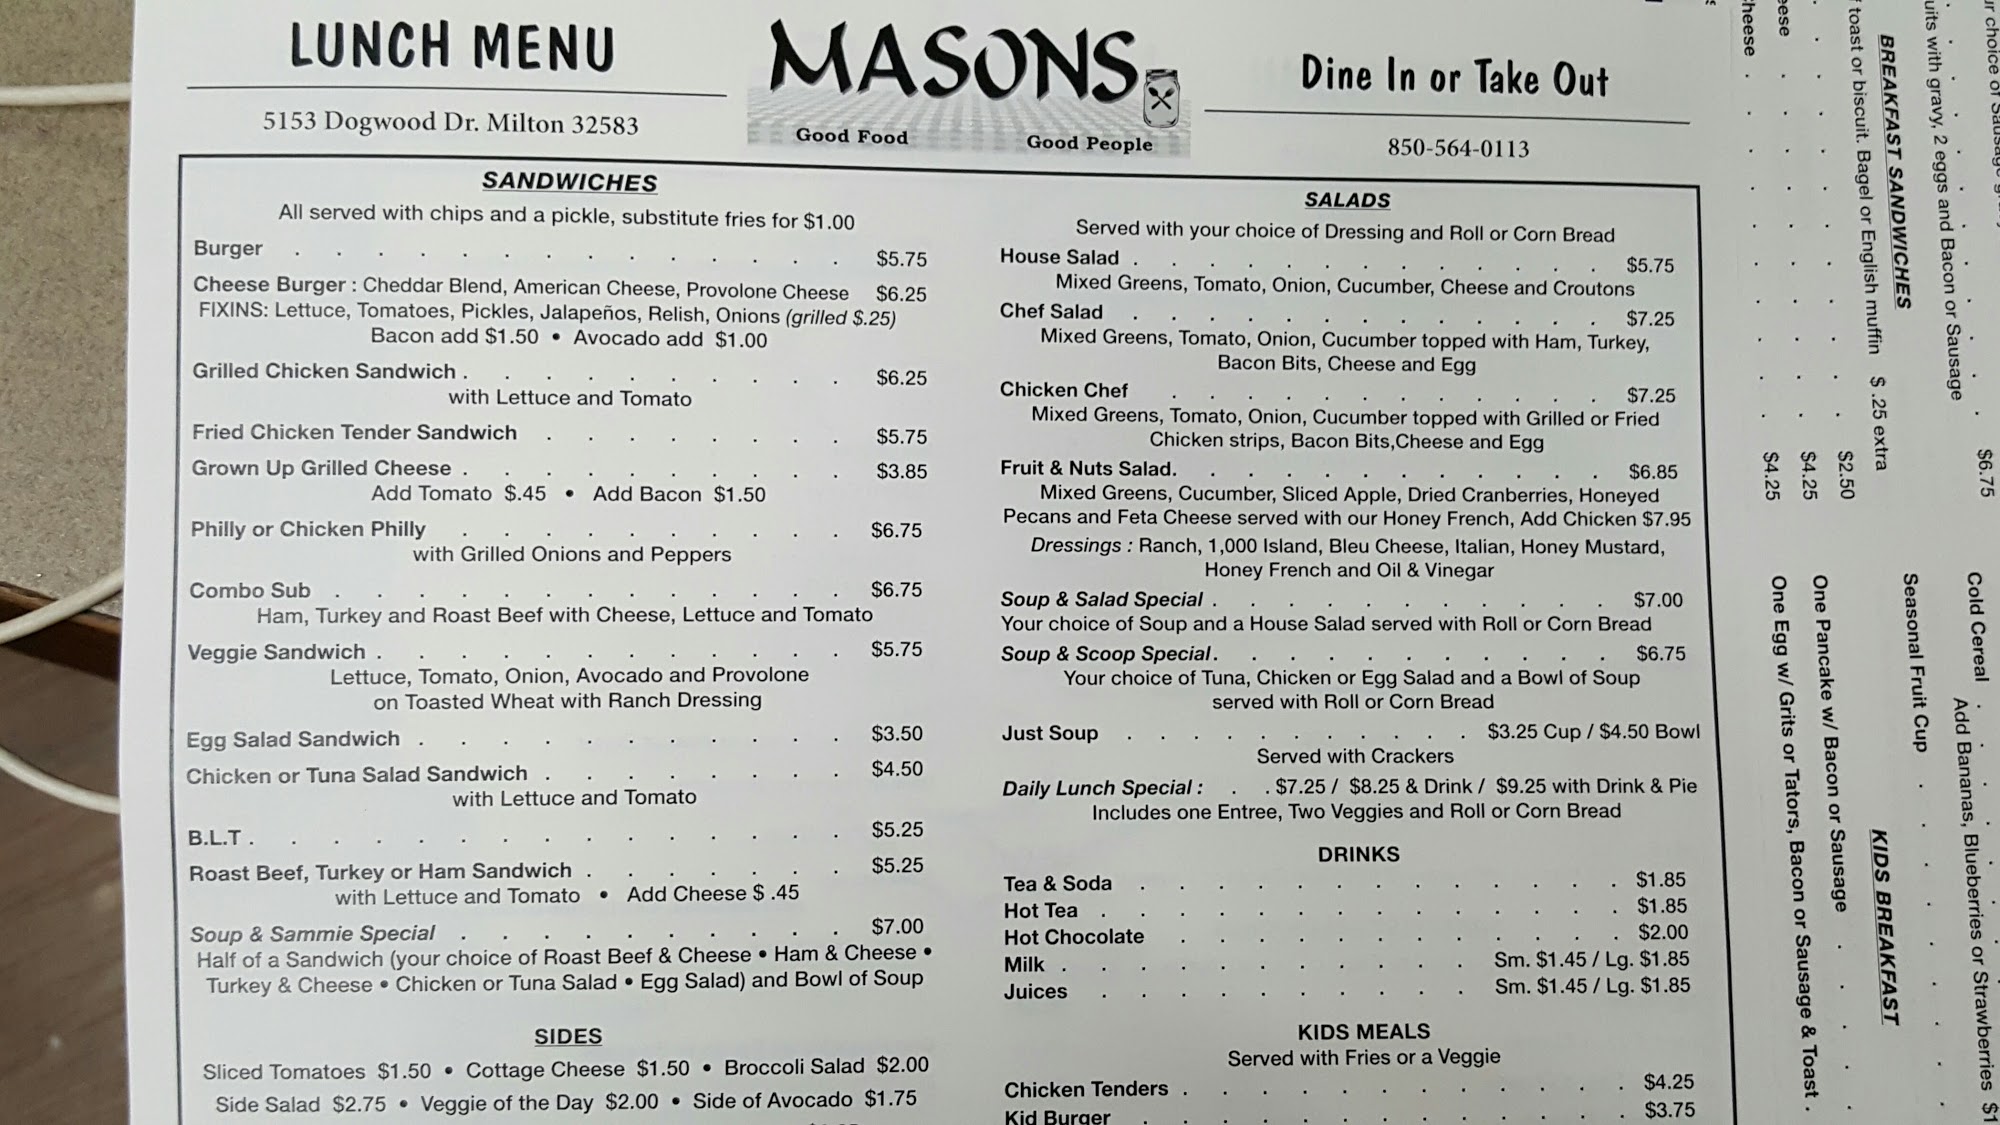 LUNCH MENU
5153 Dogwood Dr. Milton 32583
MASONS
Good Food Good People
Dine In or Take Out
850-564-0113
SANDWICHES
All served with chips and a pickle, substitute fries for $1.00
Burger . . . . . . . . . . . . . . $5.75
Cheese Burger : Cheddar Blend, American Cheese, Provolone Cheese $6.25
FIXINS: Lettuce, Tomatoes, Pickles, Jalapeños, Relish, Onions (grilled $.25)
Bacon add $1.50 • Avocado add $1.00
Grilled Chicken Sandwich . . . . . . . . . . $6.25
with Lettuce and Tomato
Fried Chicken Tender Sandwich . . . . . . . . $5.75
Grown Up Grilled Cheese . . . . . . . . . . $3.85
Add Tomato $.45 • Add Bacon $1.50
Philly or Chicken Philly . . . . . . . . . . $6.75
with Grilled Onions and Peppers
Combo Sub . . . . . . . . . . . . . $6.75
Ham, Turkey and Roast Beef with Cheese, Lettuce and Tomato
Veggie Sandwich . . . . . . . . . . . . $5.75
Lettuce, Tomato, Onion, Avocado and Provolone
on Toasted Wheat with Ranch Dressing
Egg Salad Sandwich . . . . . . . . . . . $3.50
Chicken or Tuna Salad Sandwich . . . . . . . . $4.50
with Lettuce and Tomato
B.L.T . . . . . . . . . . . . . . . $5.25
Roast Beef, Turkey or Ham Sandwich . . . . . . . $5.25
with Lettuce and Tomato • Add Cheese $ .45
Soup & Sammie Special . . . . . . . . . . $7.00
Half of a Sandwich (your choice of Roast Beef & Cheese • Ham & Cheese •
Turkey & Cheese • Chicken or Tuna Salad • Egg Salad) and Bowl of Soup
SIDES
Sliced Tomatoes $1.50 • Cottage Cheese $1.50 • Broccoli Salad $2.00
Side Salad $2.75 • Veggie of the Day $2.00 • Side of Avocado $1.75
SALADS
Served with your choice of Dressing and Roll or Corn Bread
House Salad . . . . . . . . . . . . . $5.75
Mixed Greens, Tomato, Onion, Cucumber, Cheese and Croutons
Chef Salad . . . . . . . . . . . . . $7.25
Mixed Greens, Tomato, Onion, Cucumber topped with Ham, Turkey,
Bacon Bits, Cheese and Egg
Chicken Chef . . . . . . . . . . . . $7.25
Mixed Greens, Tomato, Onion, Cucumber topped with Grilled or Fried
Chicken strips, Bacon Bits,Cheese and Egg
Fruit & Nuts Salad. . . . . . . . . . . . $6.85
Mixed Greens, Cucumber, Sliced Apple, Dried Cranberries, Honeyed
Pecans and Feta Cheese served with our Honey French, Add Chicken $7.95
Dressings : Ranch, 1,000 Island, Bleu Cheese, Italian, Honey Mustard,
Honey French and Oil & Vinegar
Soup & Salad Special . . . . . . . . . . . $7.00
Your choice of Soup and a House Salad served with Roll or Corn Bread
Soup & Scoop Special. . . . . . . . . . . $6.75
Your choice of Tuna, Chicken or Egg Salad and a Bowl of Soup
served with Roll or Corn Bread
Just Soup . . . . . . . . . . $3.25 Cup / $4.50 Bowl
Served with Crackers
Daily Lunch Special : . . $7.25 / $8.25 & Drink / $9.25 with Drink & Pie
Includes one Entree, Two Veggies and Roll or Corn Bread
DRINKS
Tea & Soda . . . . . . . . . . . . . $1.85
Hot Tea . . . . . . . . . . . . . . $1.85
Hot Chocolate . . . . . . . . . . . . $2.00
Milk . . . . . . . . . . . Sm. $1.45 / Lg. $1.85
Juices . . . . . . . . . . Sm. $1.45 / Lg. $1.85
KIDS MEALS
Served with Fries or a Veggie
Chicken Tenders . . . . . . . . . . . . $4.25
Kid Burger . . . . . . . . . . . . . $3.75
ur choice of Sausage
uits with gravy, 2 eggs and Bacon or Sausage . $6.75
BREAKFAST SANDWICHES
f toast or biscuit. Bagel or English muffin $ .25 extra
. . . . . . . . . . $2.50
eese . . . . . . . . . . $4.25
heese . . . . . . . . . . $4.25
Cold Cereal . . . . . . . .
Add Bananas, Blueberries or Strawberries $1
Seasonal Fruit Cup . . . . . . .
KIDS BREAKFAST
One Pancake w/ Bacon or Sausage . . . . .
One Egg w/ Grits or Tators, Bacon or Sausage & Toast .